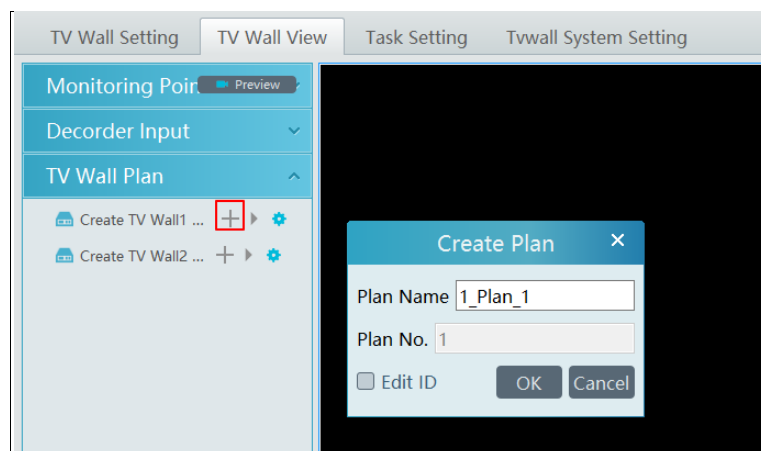 TV Wall Setting TV Wall View Task Setting Tvwall System Setting
Monitoring Poin Preview
Decorder Input
TV Wall Plan
Create TV Wall1 ...
Create TV Wall2 ...
Create Plan
Plan Name 1_Plan_1
Plan No. 1
Edit ID OK Cancel